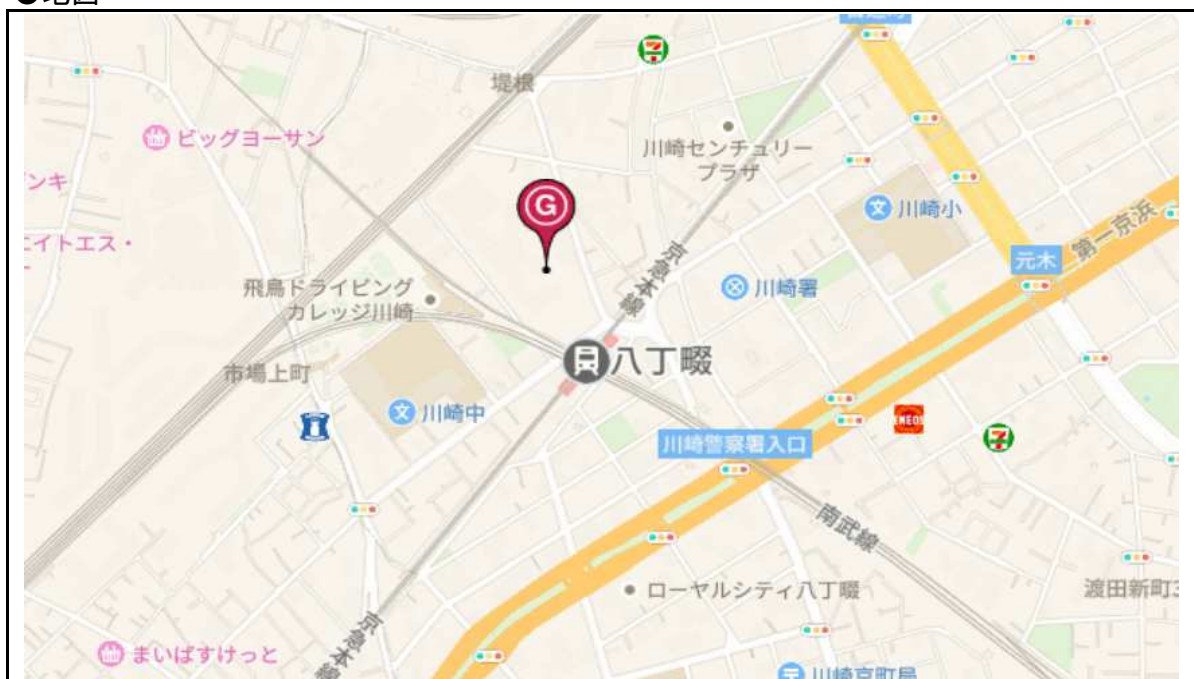 堤根
ビッグヨーサン
川崎センチュリー
プラザ
ンキ
G
川崎小
エイトエス・
京急本線
元木
第一京浜
飛鳥ドライビング
カレッジ川崎
川崎署
市場上町
八丁畷
川崎中
ENEOS
川崎警察署入口
南武線
ローヤルシティ八丁畷
渡田新町3
京急本線
まいばすけっと
川崎京町局